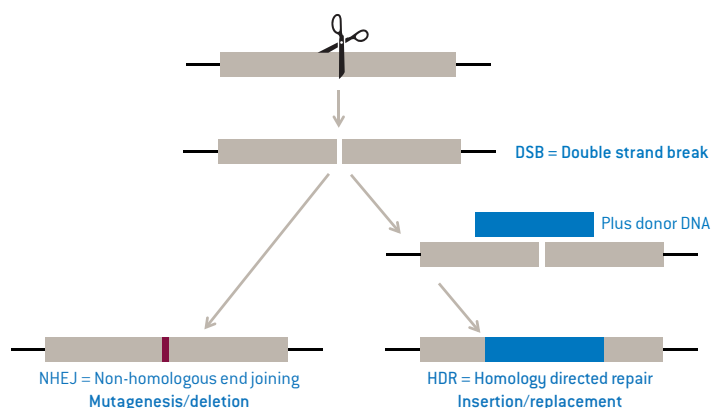 DSB = Double strand break
Plus donor DNA
NHEJ = Non-homologous end joining
Mutagenesis/deletion
HDR = Homology directed repair
Insertion/replacement